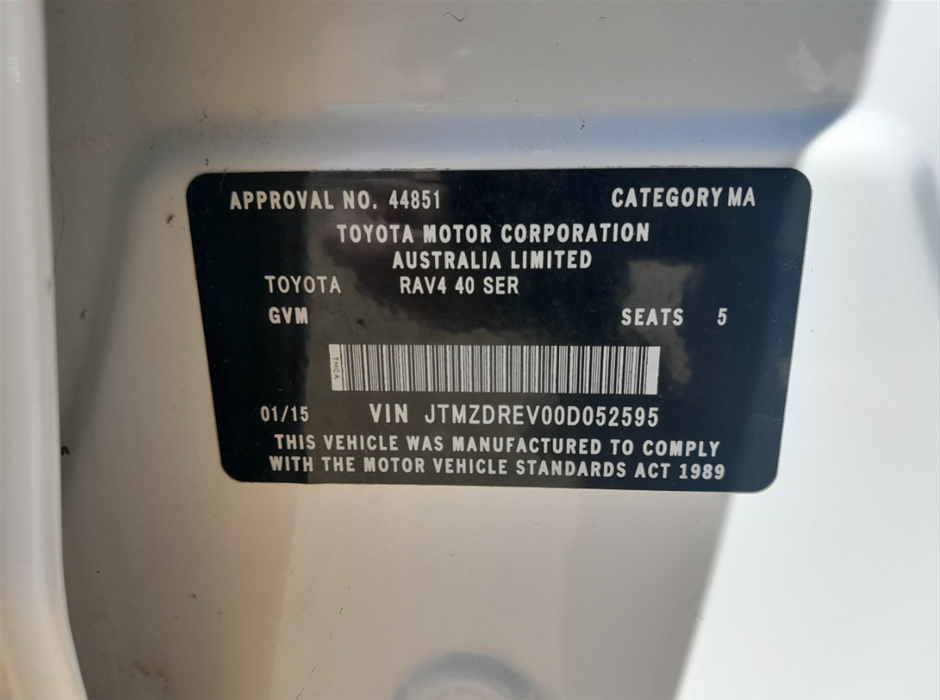 APPROVAL NO. 44851 CATEGORY MA
TOYOTA MOTOR CORPORATION
AUSTRALIA LIMITED
TOYOTA RAV4 40 SER
GVM SEATS 5
TMCA
01/15 VIN JTMZDREV00D052595
THIS VEHICLE WAS MANUFACTURED TO COMPLY
WITH THE MOTOR VEHICLE STANDARDS ACT 1989